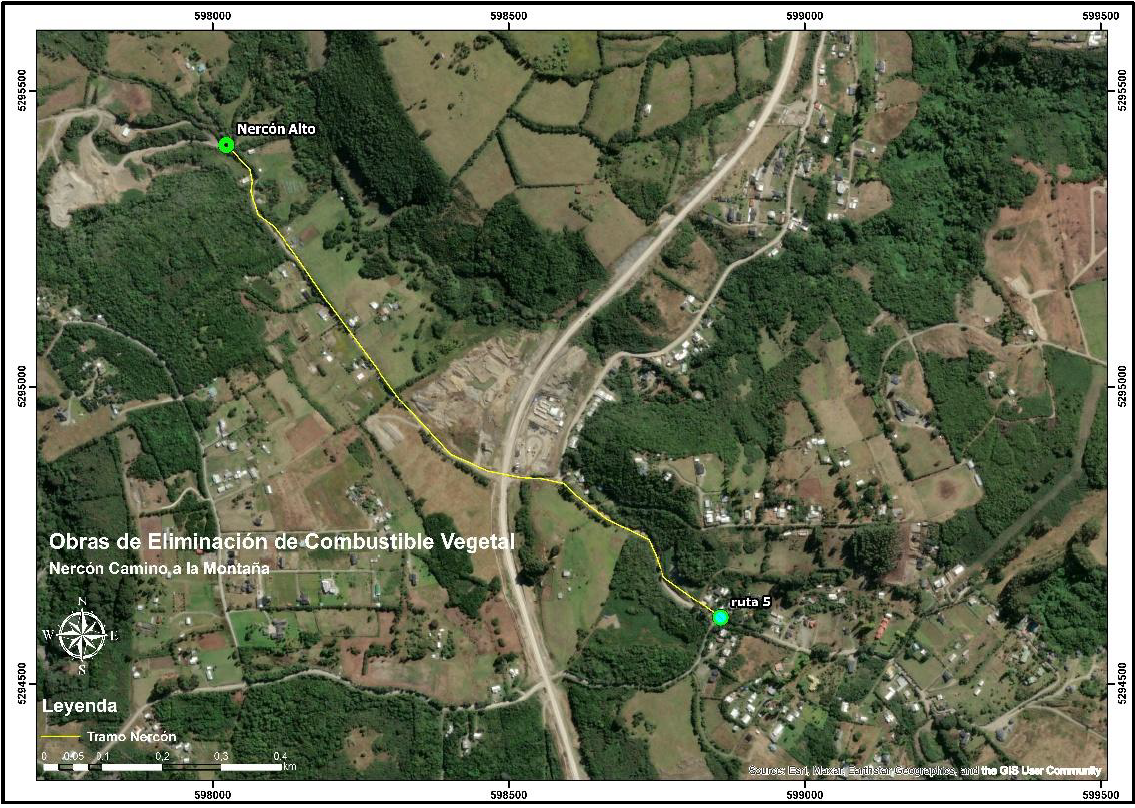 598000 598500 599000 599500
5295500 5295500
Nercón Alto
5295000 5295000
Obras de Eliminación de Combustible Vegetal
Nercón Camino a la Montaña
ruta 5
N
W E
S
5294500 5294500
Leyenda
Tramo Nercón
0 0,05 0,1 0,2 0,3 0,4
km
Source: Esri, Maxar, Earthstar Geographics, and the GIS User Community
598000 598500 599000 599500